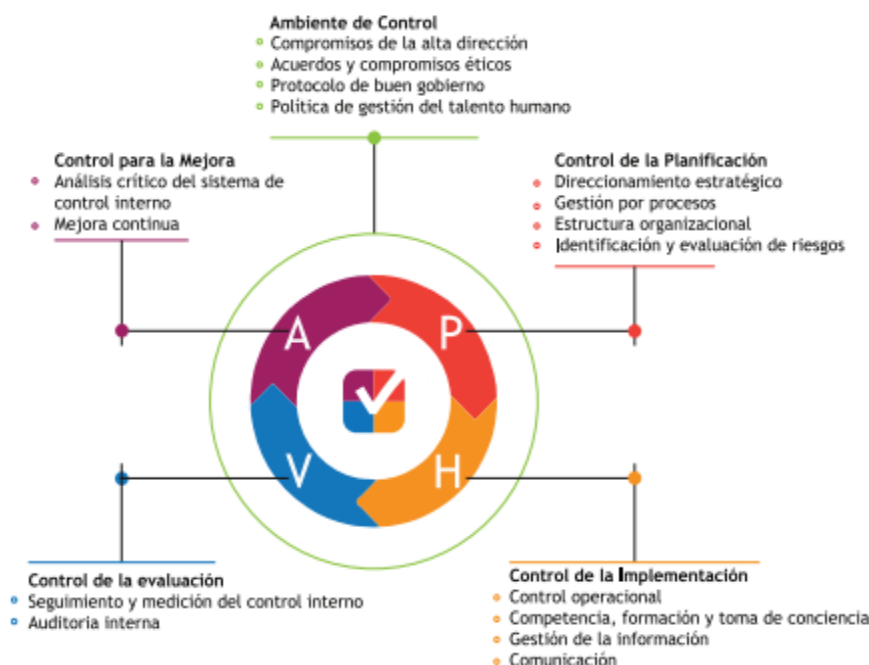 Ambiente de Control
Compromisos de la alta dirección
Acuerdos y compromisos éticos
Protocolo de buen gobierno
Política de gestión del talento humano
Control para la Mejora
Análisis crítico del sistema de
control interno
Mejora continua
Control de la Planificación
Direccionamiento estratégico
Gestión por procesos
Estructura organizacional
Identificación y evaluación de riesgos
A
P
V
H
Control de la evaluación
Seguimiento y medición del control interno
Auditoria interna
Control de la Implementación
Control operacional
Competencia, formación y toma de conciencia
Gestión de la información
Comunicación